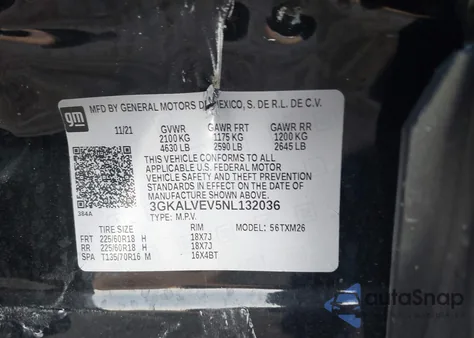 gm
MFD BY GENERAL MOTORS DE MEXICO, S. DE R.L. DE C.V.
11/21 GVWR GAWR FRT GAWR RR
2100 KG 1175 KG 1200 KG
4630 LB 2590 LB 2645 LB
THIS VEHICLE CONFORMS TO ALL
APPLICABLE U.S. FEDERAL MOTOR
VEHICLE SAFETY AND THEFT
PREVENTION STANDARDS IN EFFECT
ON THE DATE OF MANUFACTURE
SHOWN ABOVE.
384A
3GKALVEV5NL132036
TYPE: M.P.V. MODEL: 56TXM26
TIRE SIZE RIM
FRT 225/60R18 H 18X7J
RR 225/60R18 H 18X7J
SPA T135/70R16 M 16X4BT
autoSnap